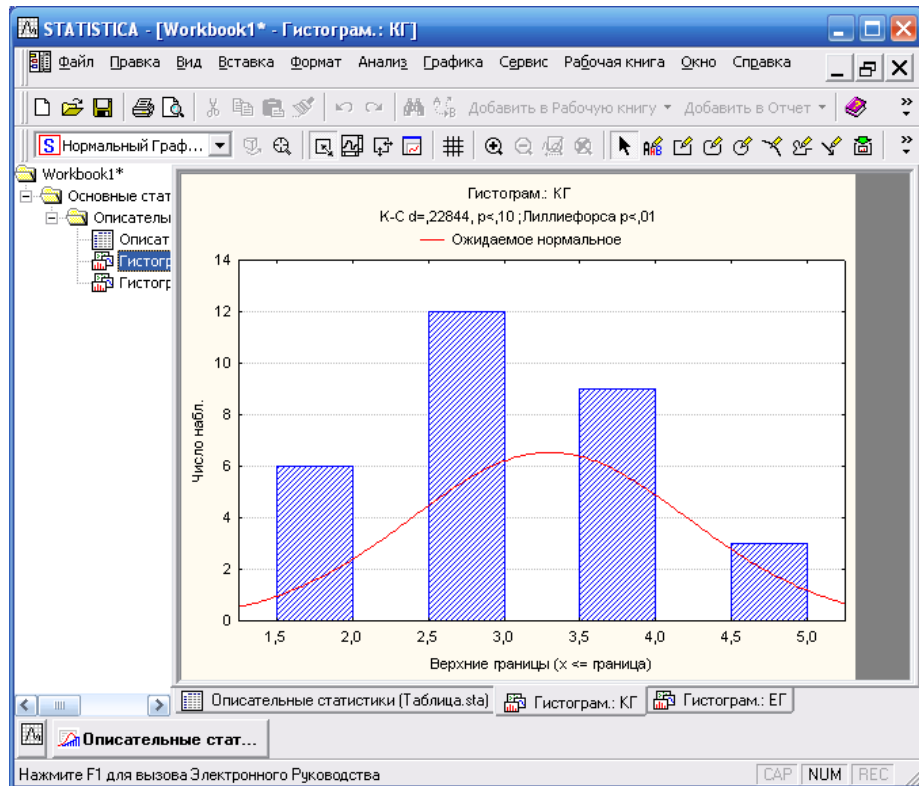 STATISTICA - [Workbook1* - Гистограм.: КГ]
Файл Правка Вид Вставка Формат Анализ Графика Сервис Рабочая книга Окно Справка
Добавить в Рабочую книгу Добавить в Отчет
S Нормальный Граф...
Workbook1*
Основные стат
Описательы
Описат
Гистогр
Гистогр
Гистограм.: КГ
К-С d=,22844, p<,10 ;Лиллиефорса p<,01
Ожидаемое нормальное
14
12
10
8
6
4
2
0
Число набл.
1,5 2,0 2,5 3,0 3,5 4,0 4,5 5,0
Верхние границы (x <= граница)
Описательные статистики (Таблица.sta) Гистограм.: КГ Гистограм.: ЕГ
Описательные стат...
Нажмите F1 для вызова Электронного Руководства CAP NUM REC